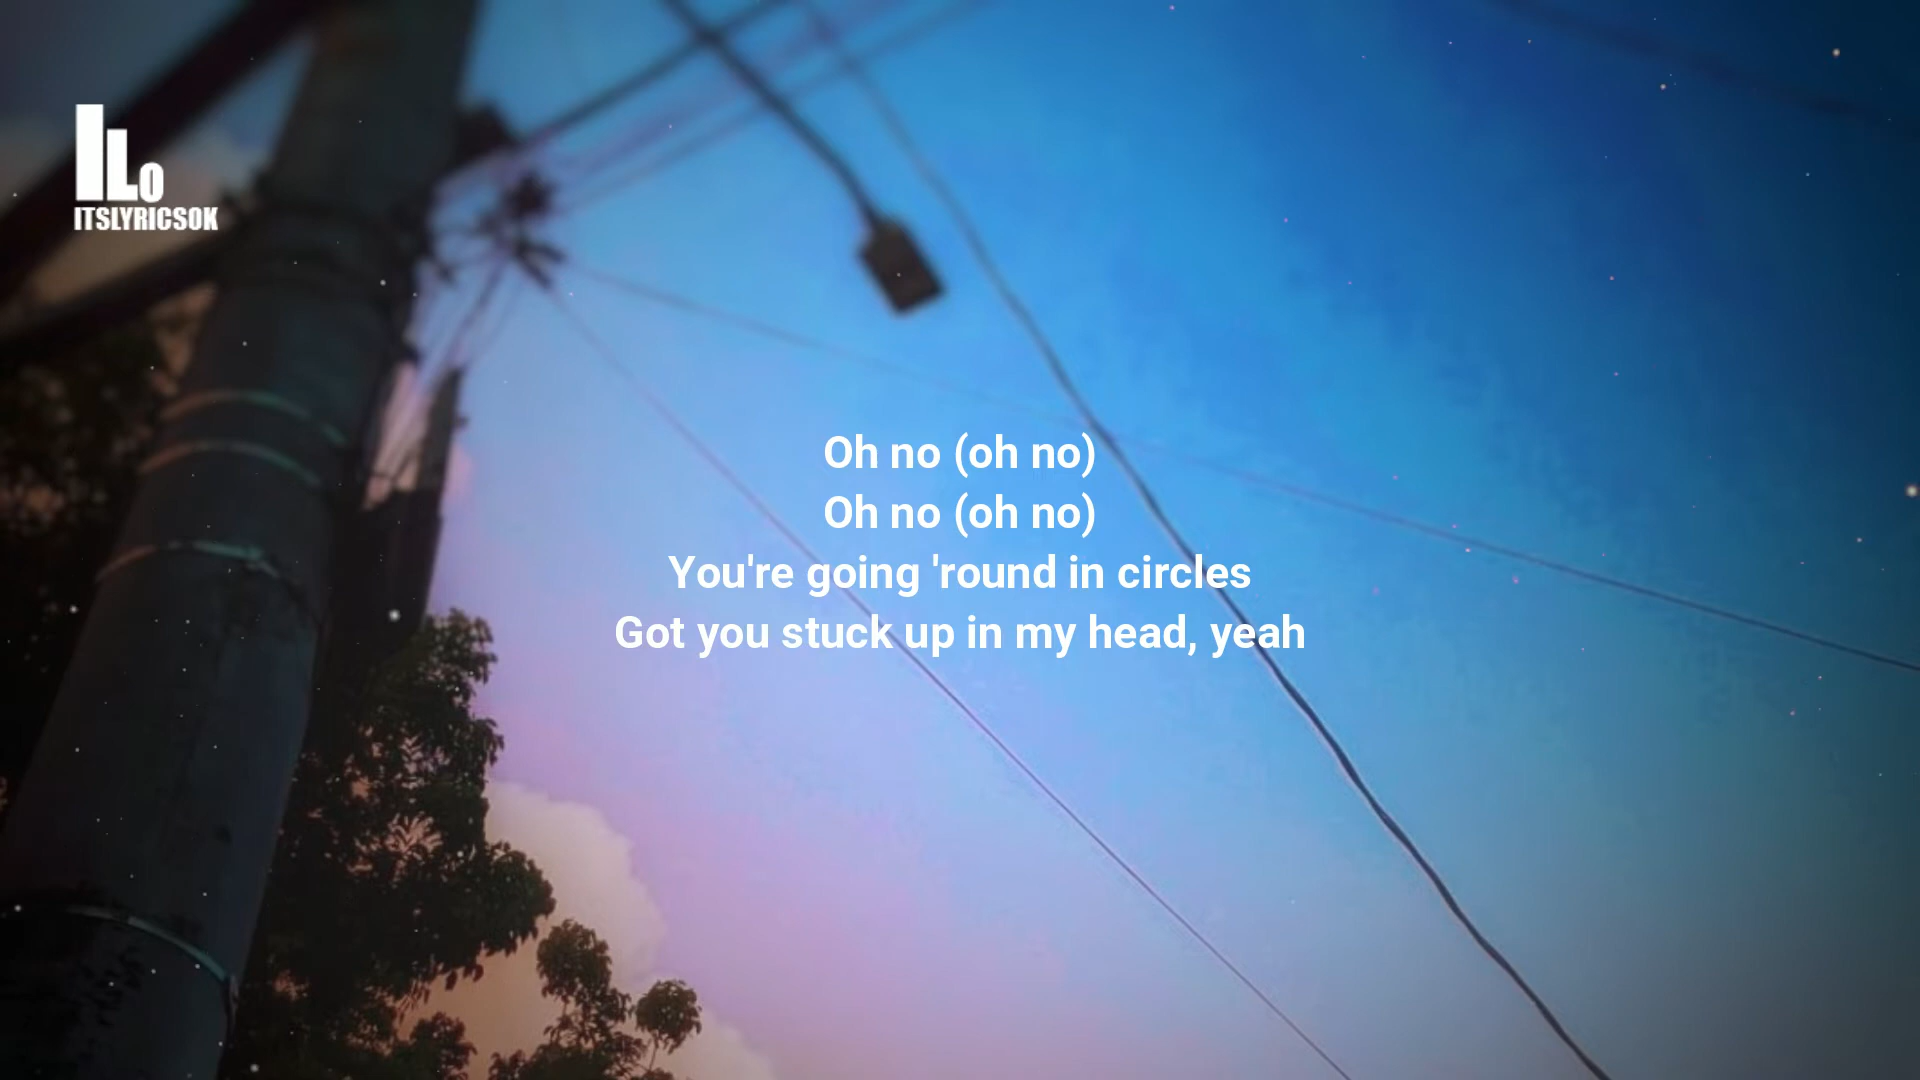 ILO
ITSLYRICSOK
Oh no (oh no)
Oh no (oh no)
You're going 'round in circles
Got you stuck up in my head, yeah